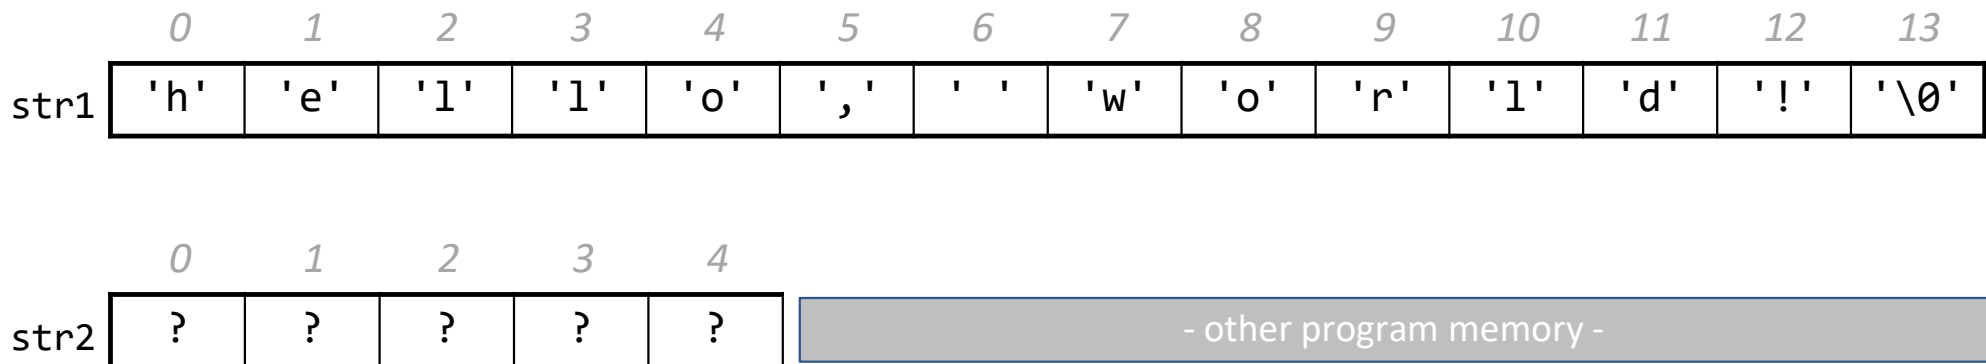 0 1 2 3 4 5 6 7 8 9 10 11 12 13
str1 'h' 'e' 'l' 'l' 'o' ',' ' ' 'w' 'o' 'r' 'l' 'd' '!' '\0'
0 1 2 3 4
str2 ? ? ? ? ? - other program memory -